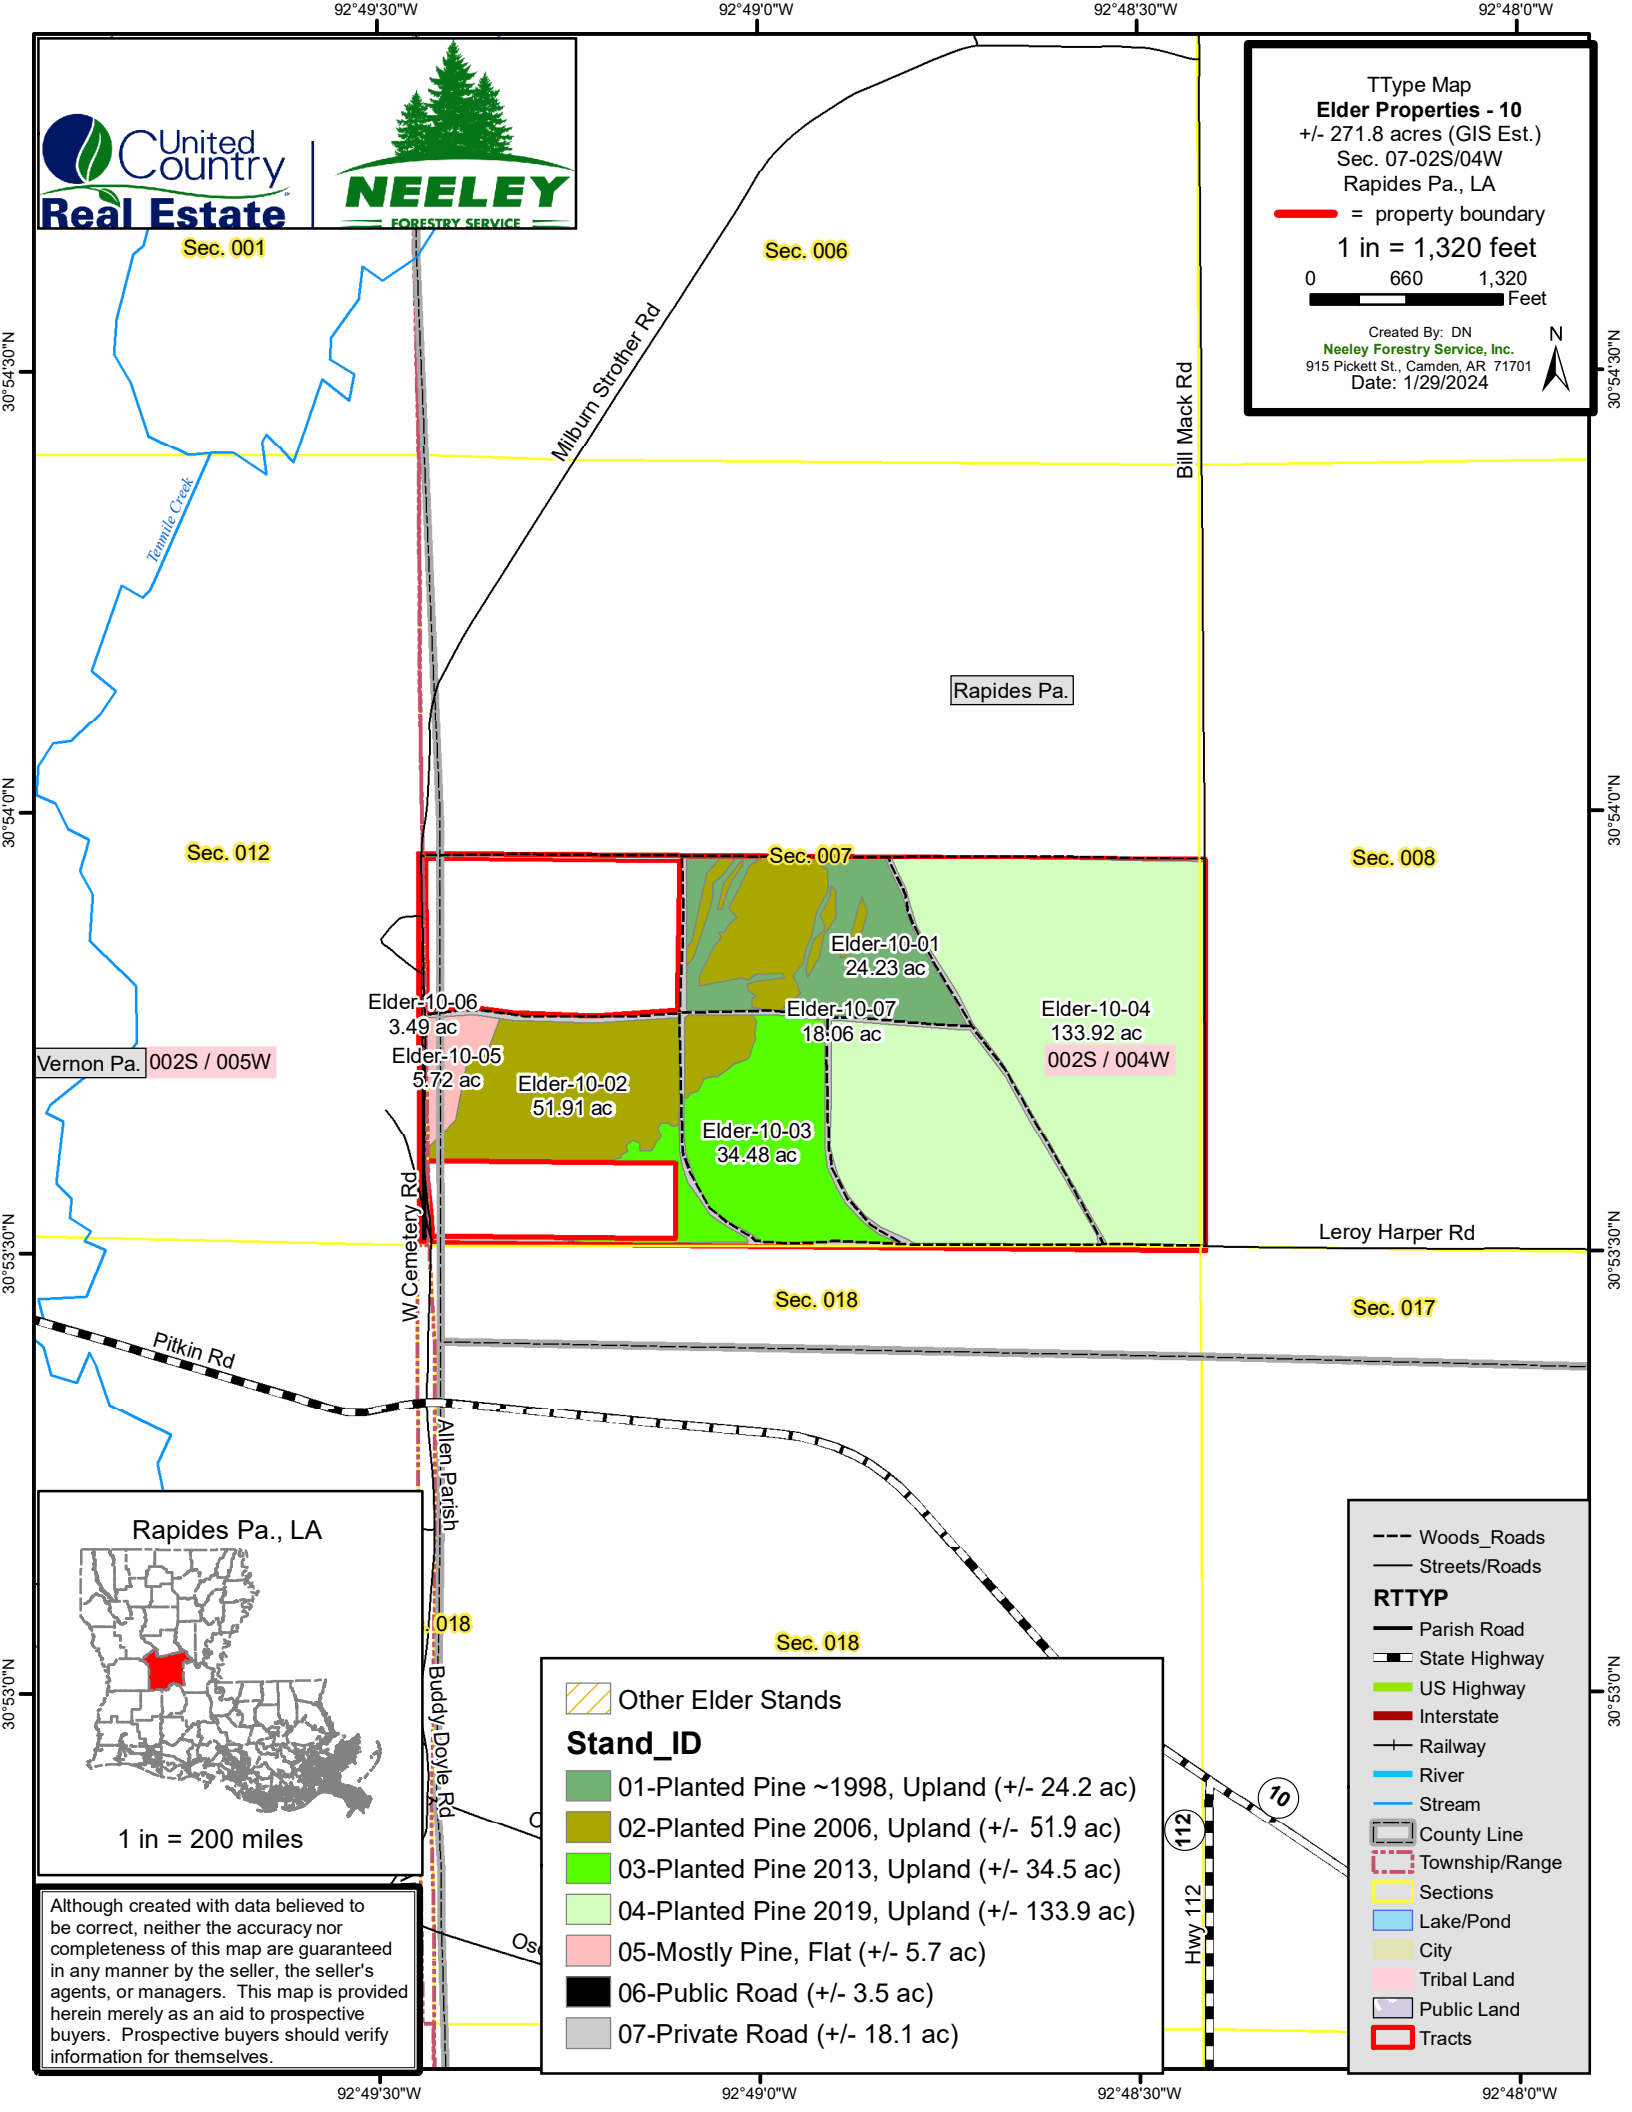 92°49'30"W
92°49'0"W
92°48'30"W
92°48'0"W
United
Country
Real Estate
NEELEY
FORESTRY SERVICE
TType Map
Elder Properties - 10
+/- 271.8 acres (GIS Est.)
Sec. 07-02S/04W
Rapides Pa., LA
= property boundary
1 in = 1,320 feet
0 660 1,320
Feet
Created By: DN
Neeley Forestry Service, Inc.
915 Pickett St., Camden, AR 71701
Date: 1/29/2024
N
Sec. 001
Sec. 006
30°54'30"N
30°54'30"N
Milburn Strother Rd
Bill Mack Rd
Tenmile Creek
Rapides Pa.
30°54'0"N
30°54'0"N
Sec. 012
Sec. 007
Sec. 008
Elder-10-01
24.23 ac
Elder-10-06
3.49 ac
Elder-10-07
18.06 ac
Elder-10-04
133.92 ac
Vernon Pa.
002S / 005W
Elder-10-05
5.72 ac
002S / 004W
Elder-10-02
51.91 ac
Elder-10-03
34.48 ac
W Cemetery Rd
Leroy Harper Rd
30°53'30"N
30°53'30"N
Sec. 018
Sec. 017
Pitkin Rd
Allen Parish
Rapides Pa., LA
1 in = 200 miles
. 018
Sec. 018
Buddy Doyle Rd
30°53'0"N
30°53'0"N
Other Elder Stands
Stand_ID
01-Planted Pine ~1998, Upland (+/- 24.2 ac)
02-Planted Pine 2006, Upland (+/- 51.9 ac)
03-Planted Pine 2013, Upland (+/- 34.5 ac)
04-Planted Pine 2019, Upland (+/- 133.9 ac)
05-Mostly Pine, Flat (+/- 5.7 ac)
06-Public Road (+/- 3.5 ac)
07-Private Road (+/- 18.1 ac)
10
112
Hwy 112
Woods_Roads
Streets/Roads
RTTYP
Parish Road
State Highway
US Highway
Interstate
Railway
River
Stream
County Line
Township/Range
Sections
Lake/Pond
City
Tribal Land
Public Land
Tracts
Although created with data believed to
be correct, neither the accuracy nor
completeness of this map are guaranteed
in any manner by the seller, the seller's
agents, or managers. This map is provided
herein merely as an aid to prospective
buyers. Prospective buyers should verify
information for themselves.
92°49'30"W
92°49'0"W
92°48'30"W
92°48'0"W